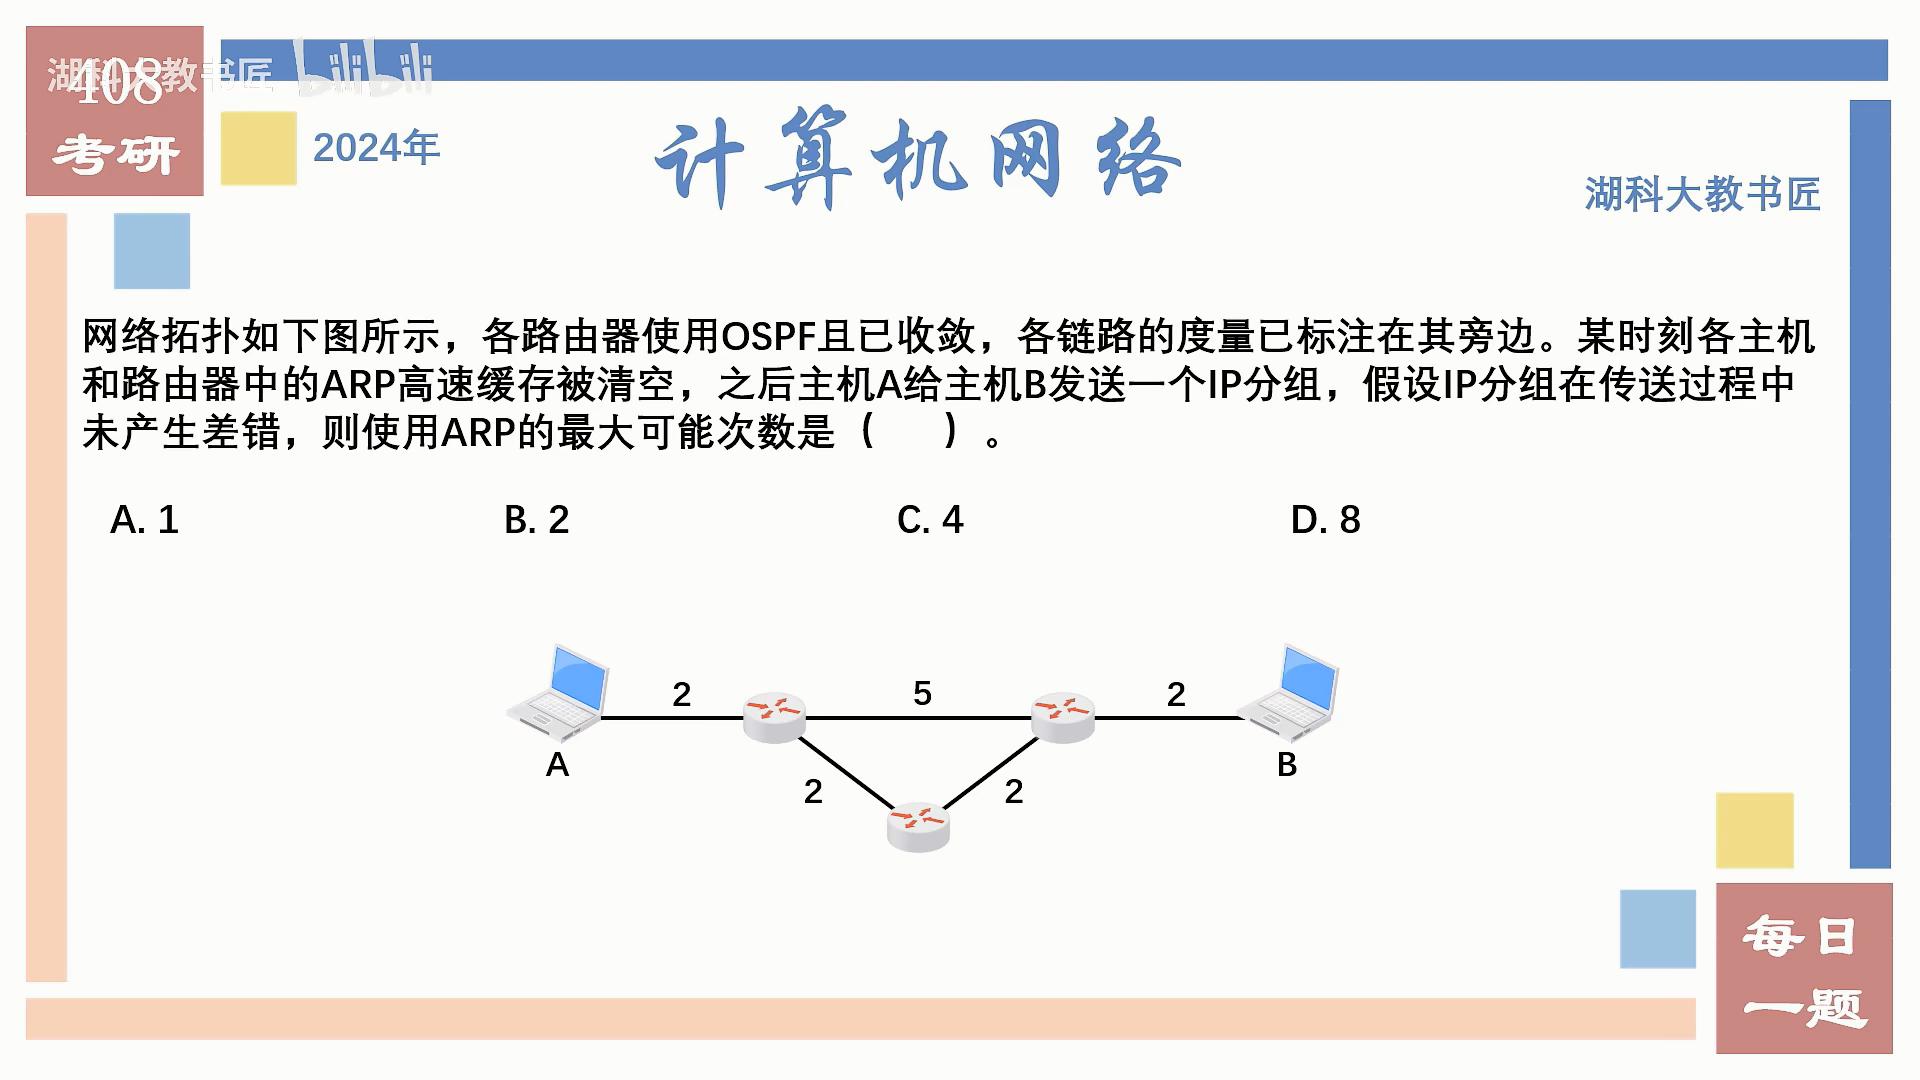 湖科大教书匠 bilibili
408
考研
2024年
计算机网络
湖科大教书匠
网络拓扑如下图所示，各路由器使用OSPF且已收敛，各链路的度量已标注在其旁边。某时刻各主机
和路由器中的ARP高速缓存被清空，之后主机A给主机B发送一个IP分组，假设IP分组在传送过程中
未产生差错，则使用ARP的最大可能次数是（ ）。
A. 1 B. 2 C. 4 D. 8
2 5 2
A B
2 2
每日
一题